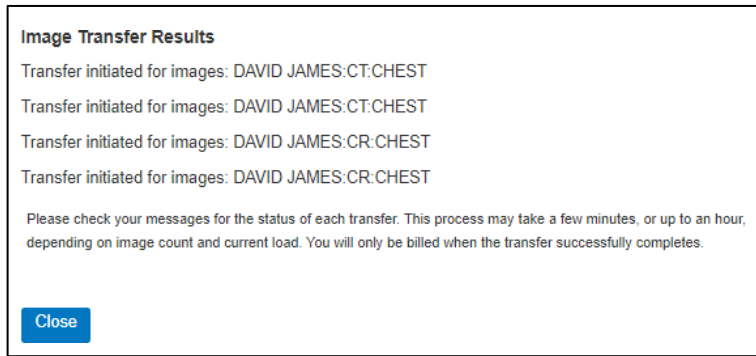 Image Transfer Results
Transfer initiated for images: DAVID JAMES:CT:CHEST
Transfer initiated for images: DAVID JAMES:CT:CHEST
Transfer initiated for images: DAVID JAMES:CR:CHEST
Transfer initiated for images: DAVID JAMES:CR:CHEST
Please check your messages for the status of each transfer. This process may take a few minutes, or up to an hour,
depending on image count and current load. You will only be billed when the transfer successfully completes.
Close